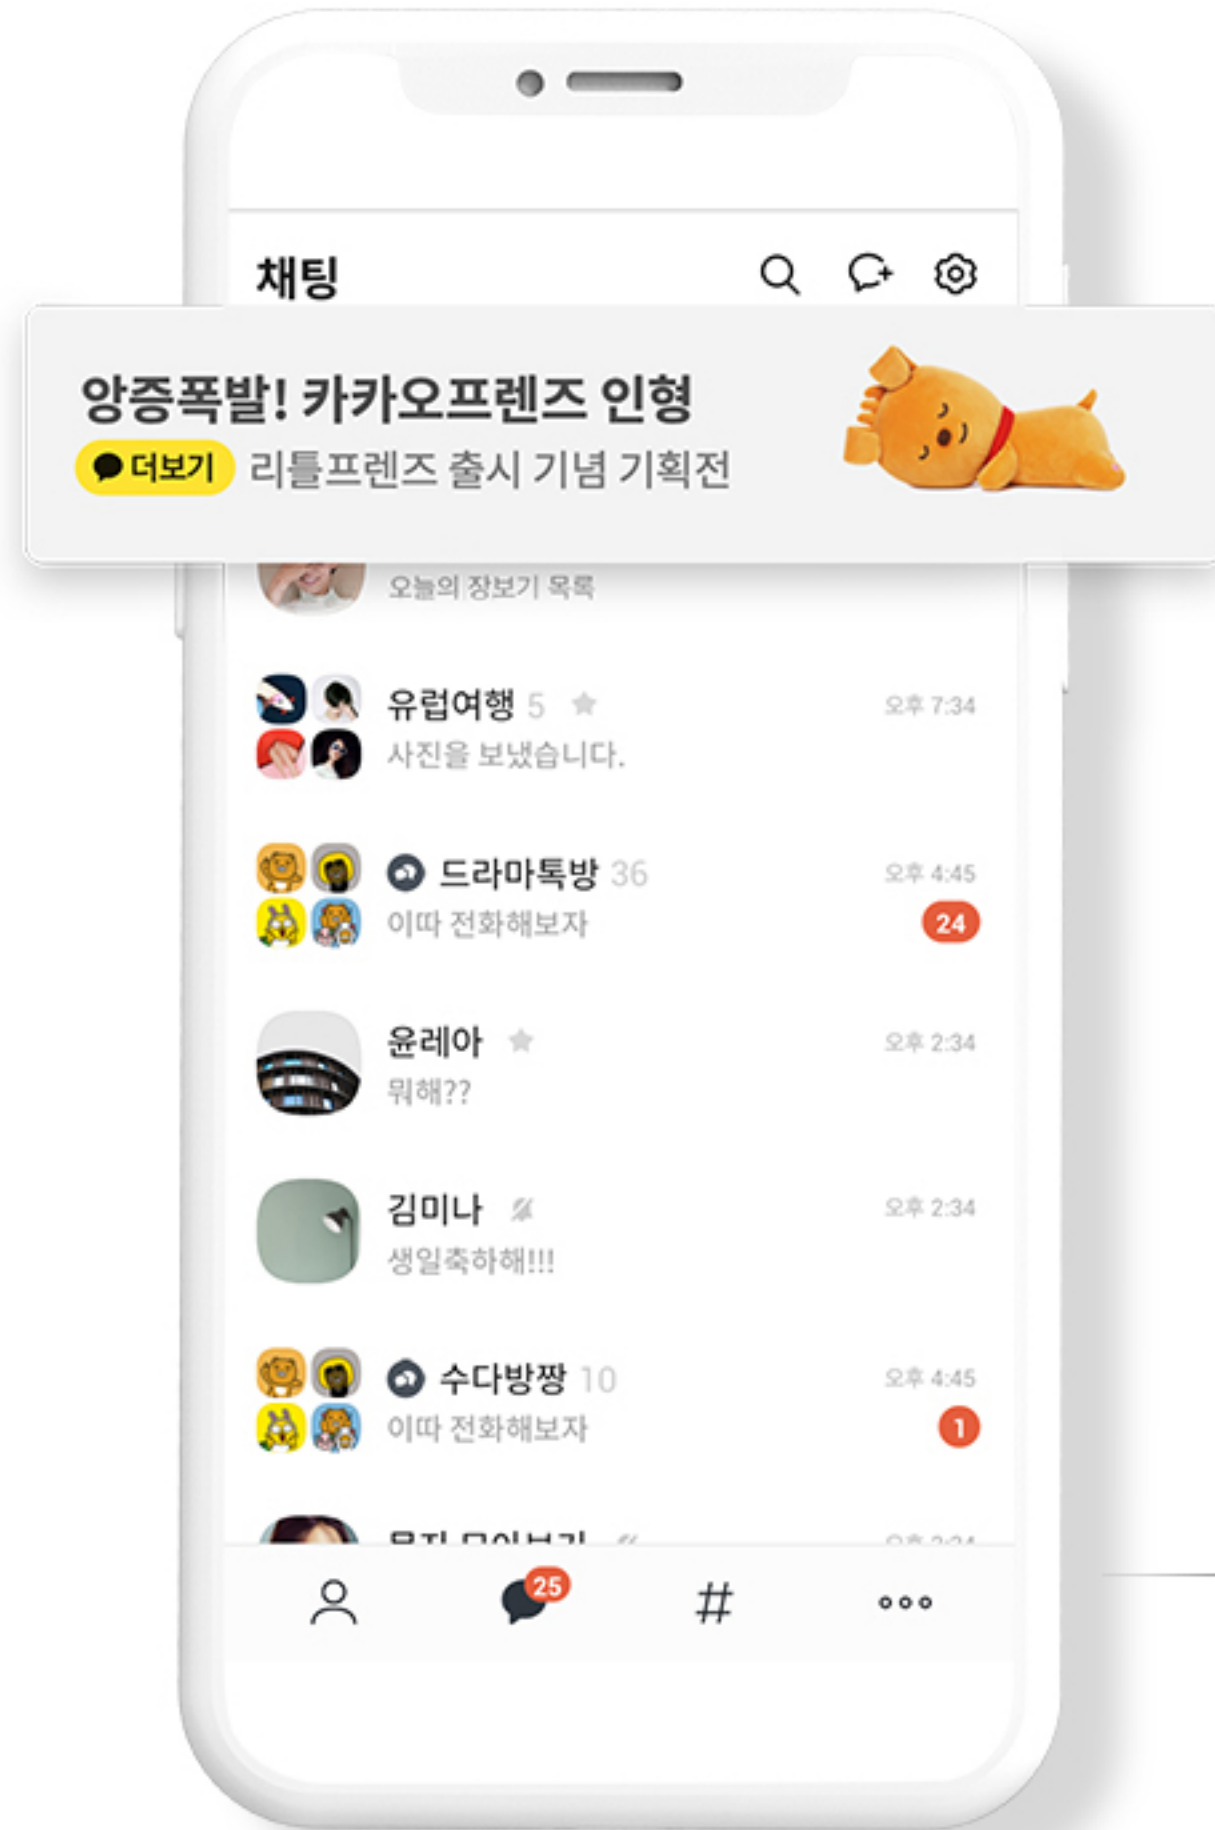 채팅
앙증폭발! 카카오프렌즈 인형
더보기 리틀프렌즈 출시 기념 기획전
오늘의 장보기 목록
유럽여행 5 오후 7:34
사진을 보냈습니다.
드라마톡방 36 오후 4:45
이따 전화해보자 24
윤레아 오후 2:34
뭐해??
김미나 오후 2:34
생일축하해!!!
수다방짱 10 오후 4:45
이따 전화해보자 1
25